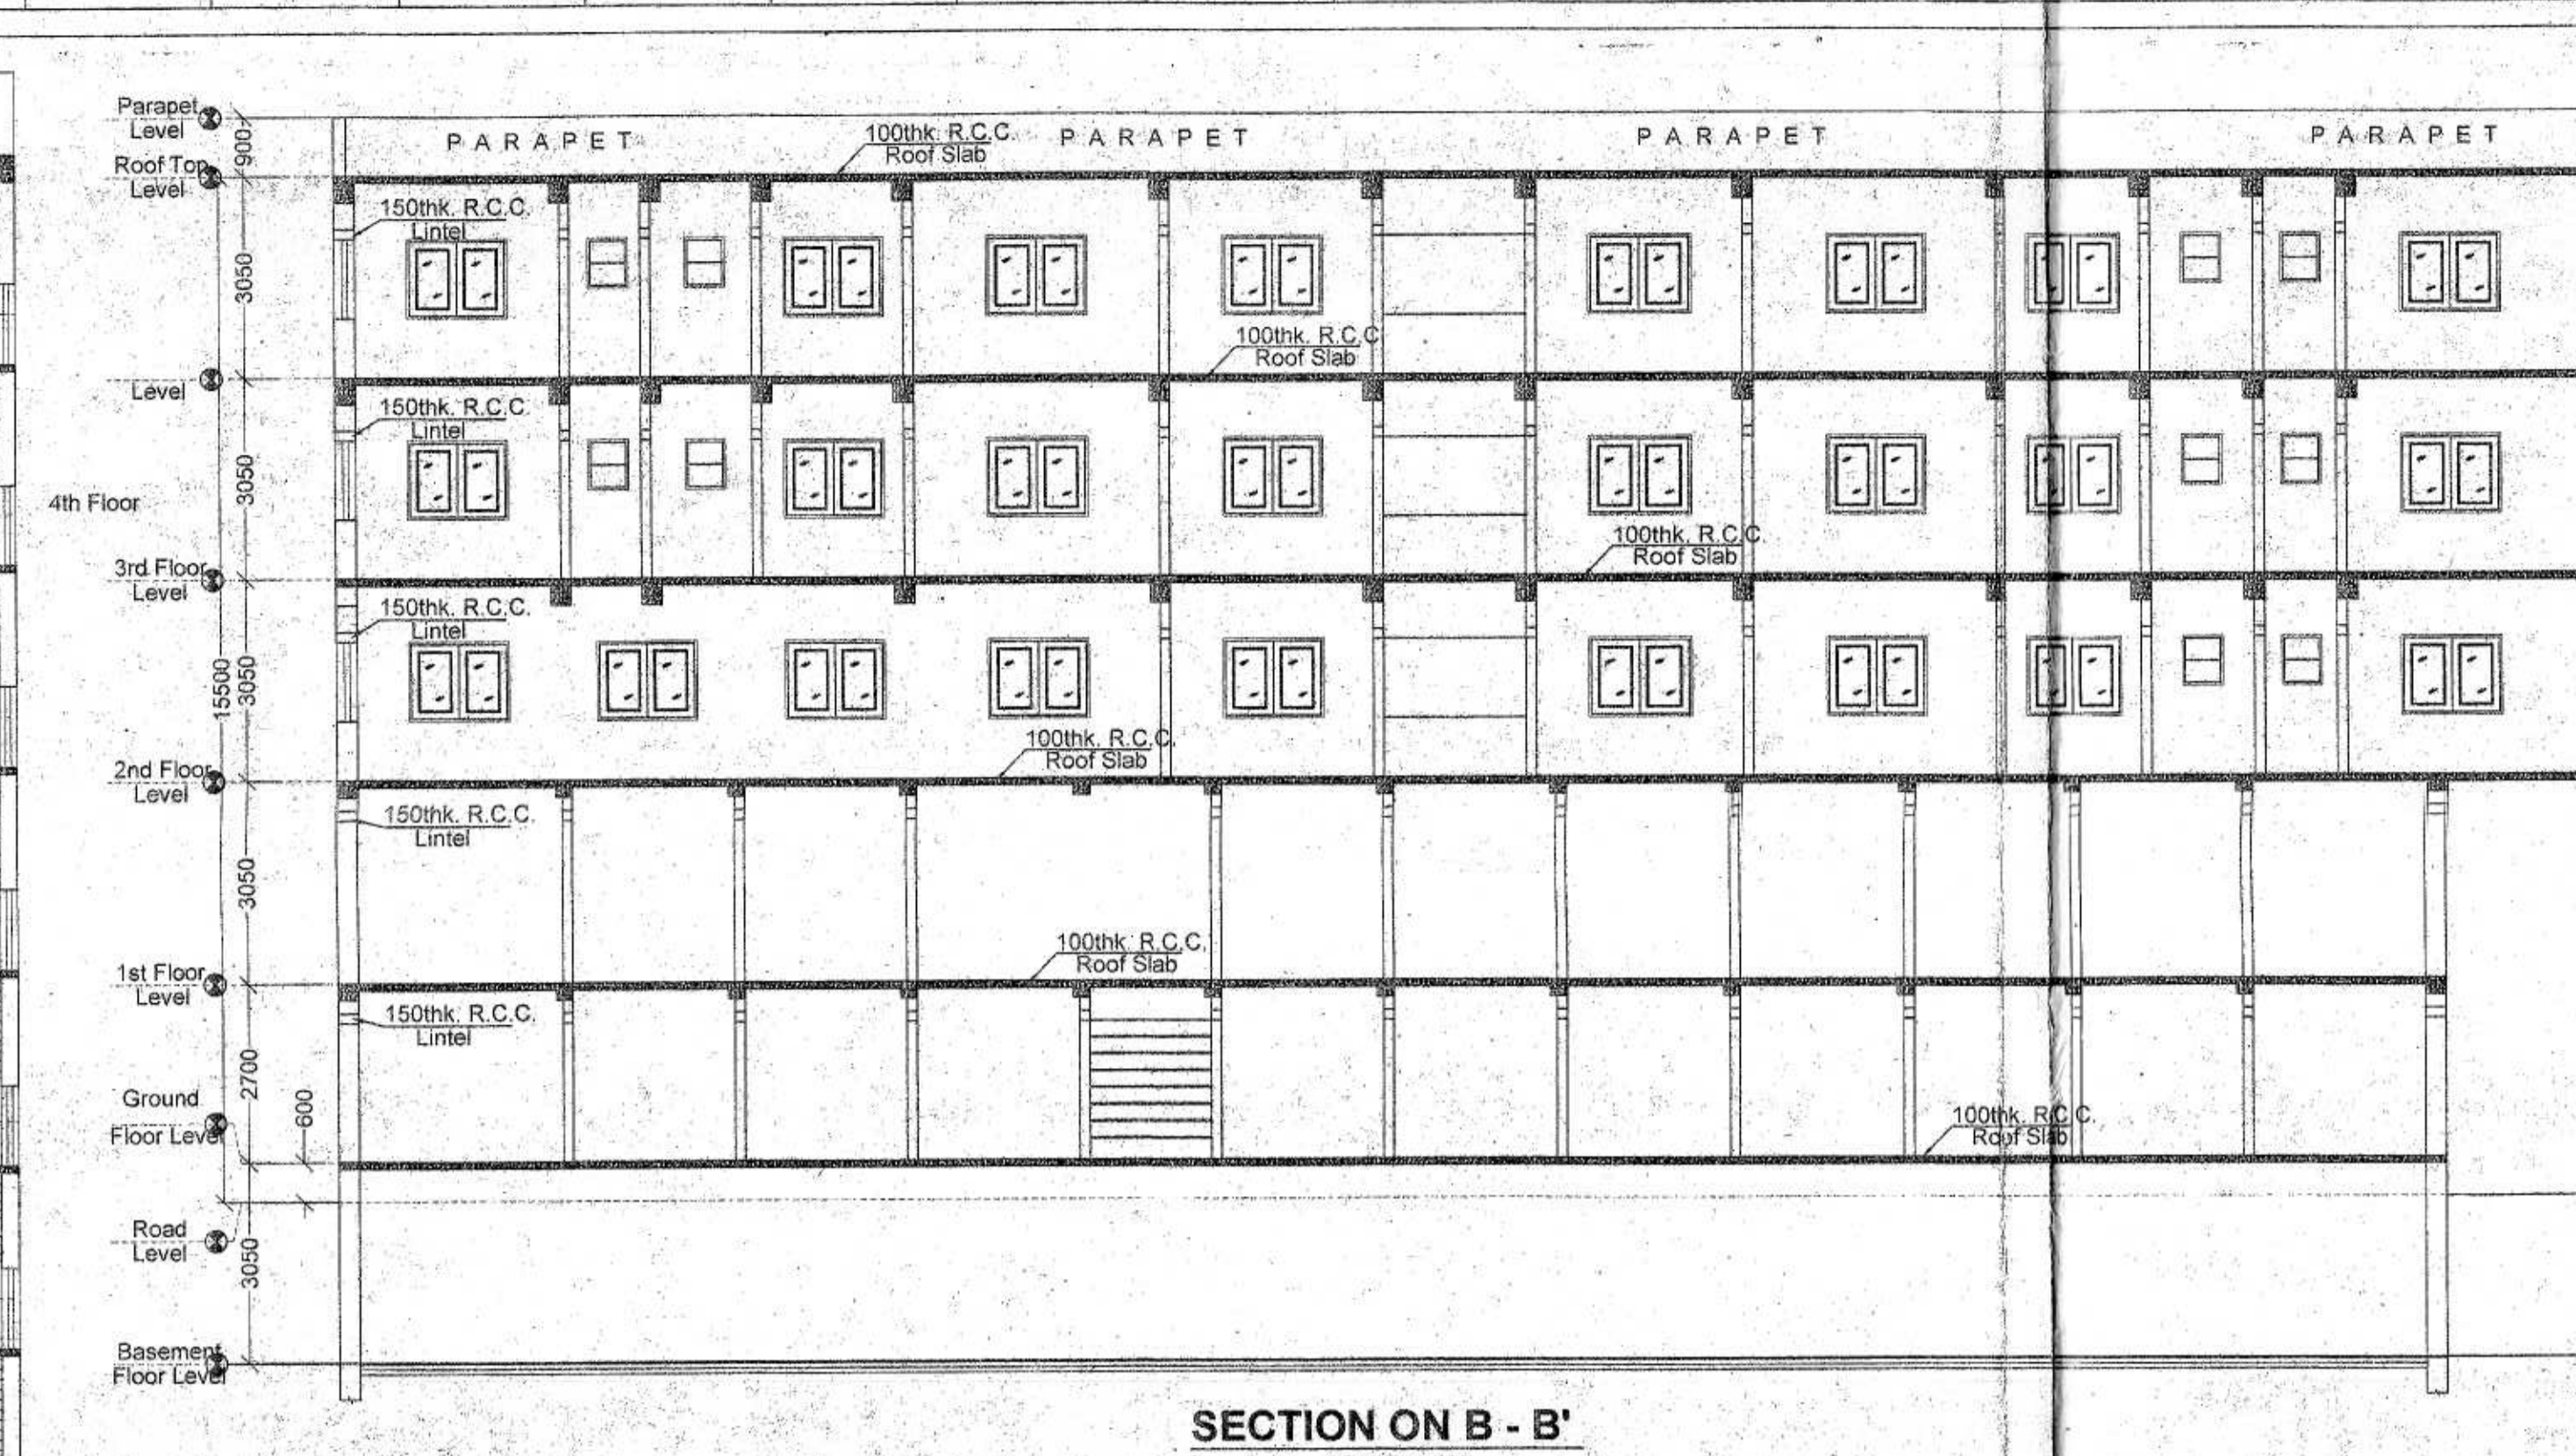 Parapet
Level
900
PARAPET
100thk. R.C.C.
Roof Slab
PARAPET
PARAPET
PARAPET
Roof Top
Level
150thk. R.C.C.
Lintel
3050
100thk. R.C.C
Roof Slab
Level
150thk. R.C.C.
Lintel
3050
4th Floor
100thk. R.C.C.
Roof Slab
3rd Floor
Level
150thk. R.C.C.
Lintel
15500
3050
100thk. R.C.C.
Roof Slab
2nd Floor
Level
150thk. R.C.C.
Lintel
3050
100thk. R.C.C.
Roof Slab
1st Floor
Level
150thk. R.C.C.
Lintel
2700
600
Ground
Floor Level
100thk. R.C.C.
Roof Slab
Road
Level
3050
Basement
Floor Level
SECTION ON B - B'